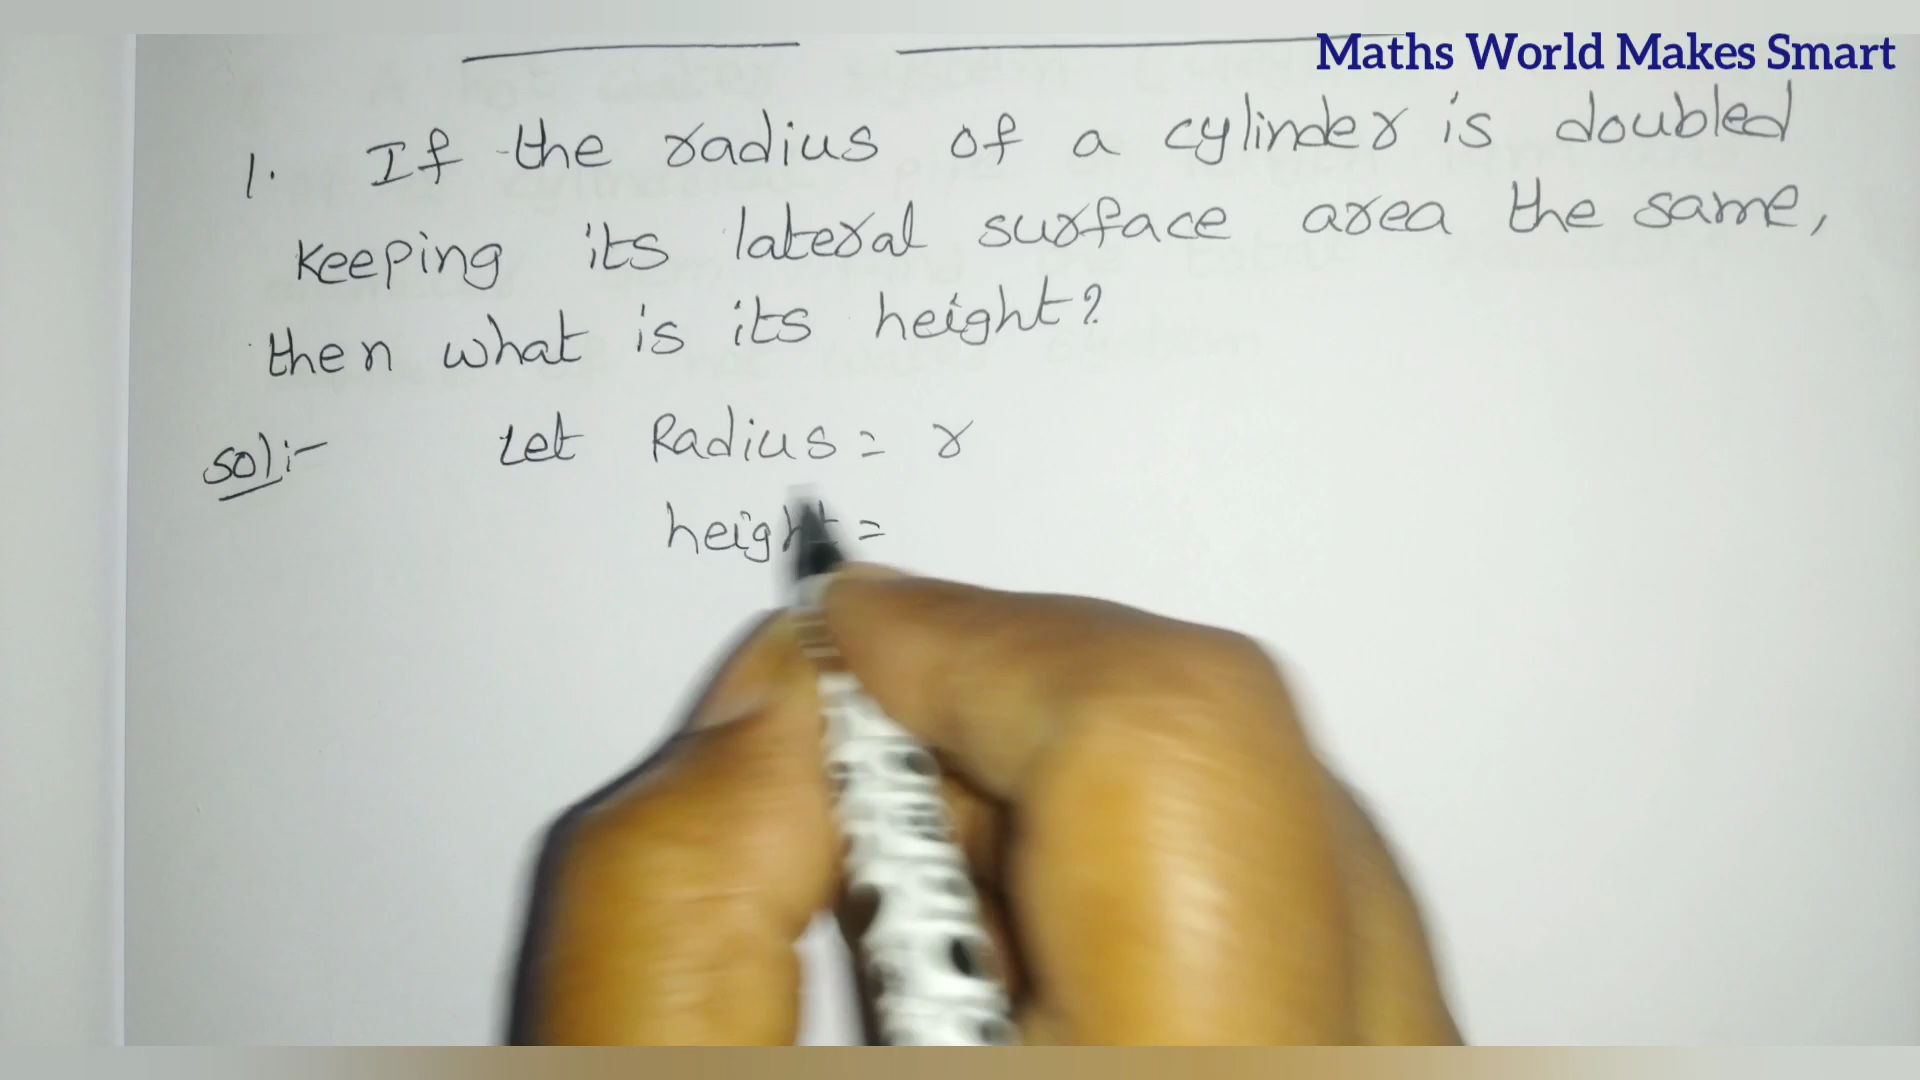 Maths World Makes Smart
1. If the radius of a cylinder is doubled
keeping its lateral surface area the same,
then what is its height?
sol:- Let Radius = r
height =